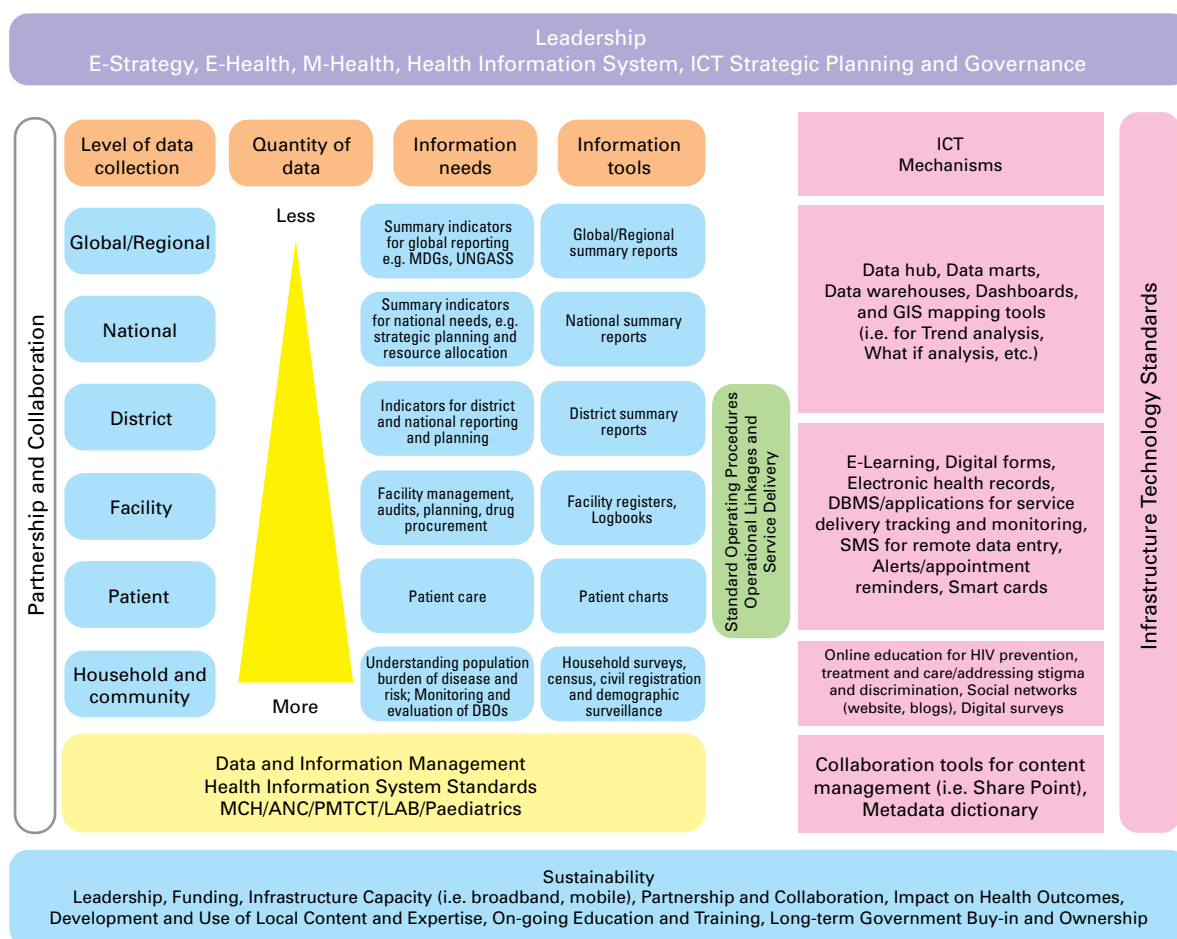 Leadership
E-Strategy, E-Health, M-Health, Health Information System, ICT Strategic Planning and Governance
Partnership and Collaboration
Level of data
collection
Quantity of
data
Information
needs
Information
tools
ICT
Mechanisms
Global/Regional
Less
Summary indicators
for global reporting
e.g. MDGs, UNGASS
Global/Regional
summary reports
National
Summary indicators
for national needs, e.g.
strategic planning and
resource allocation
National summary
reports
Data hub, Data marts,
Data warehouses, Dashboards,
and GIS mapping tools
(i.e. for Trend analysis,
What if analysis, etc.)
District
Indicators for district
and national reporting
and planning
District summary
reports
Facility
Facility management,
audits, planning, drug
procurement
Facility registers,
Logbooks
Patient
Patient care
Patient charts
Standard Operating Procedures
Operational Linkages and
Service Delivery
E-Learning, Digital forms,
Electronic health records,
DBMS/applications for service
delivery tracking and monitoring,
SMS for remote data entry,
Alerts/appointment
reminders, Smart cards
Household and
community
More
Understanding population
burden of disease and
risk; Monitoring and
evaluation of DBOs
Household surveys,
census, civil registration
and demographic
surveillance
Online education for HIV prevention,
treatment and care/addressing stigma
and discrimination, Social networks
(website, blogs), Digital surveys
Data and Information Management
Health Information System Standards
MCH/ANC/PMTCT/LAB/Paediatrics
Collaboration tools for content
management (i.e. Share Point),
Metadata dictionary
Infrastructure Technology Standards
Sustainability
Leadership, Funding, Infrastructure Capacity (i.e. broadband, mobile), Partnership and Collaboration, Impact on Health Outcomes,
Development and Use of Local Content and Expertise, On-going Education and Training, Long-term Government Buy-in and Ownership